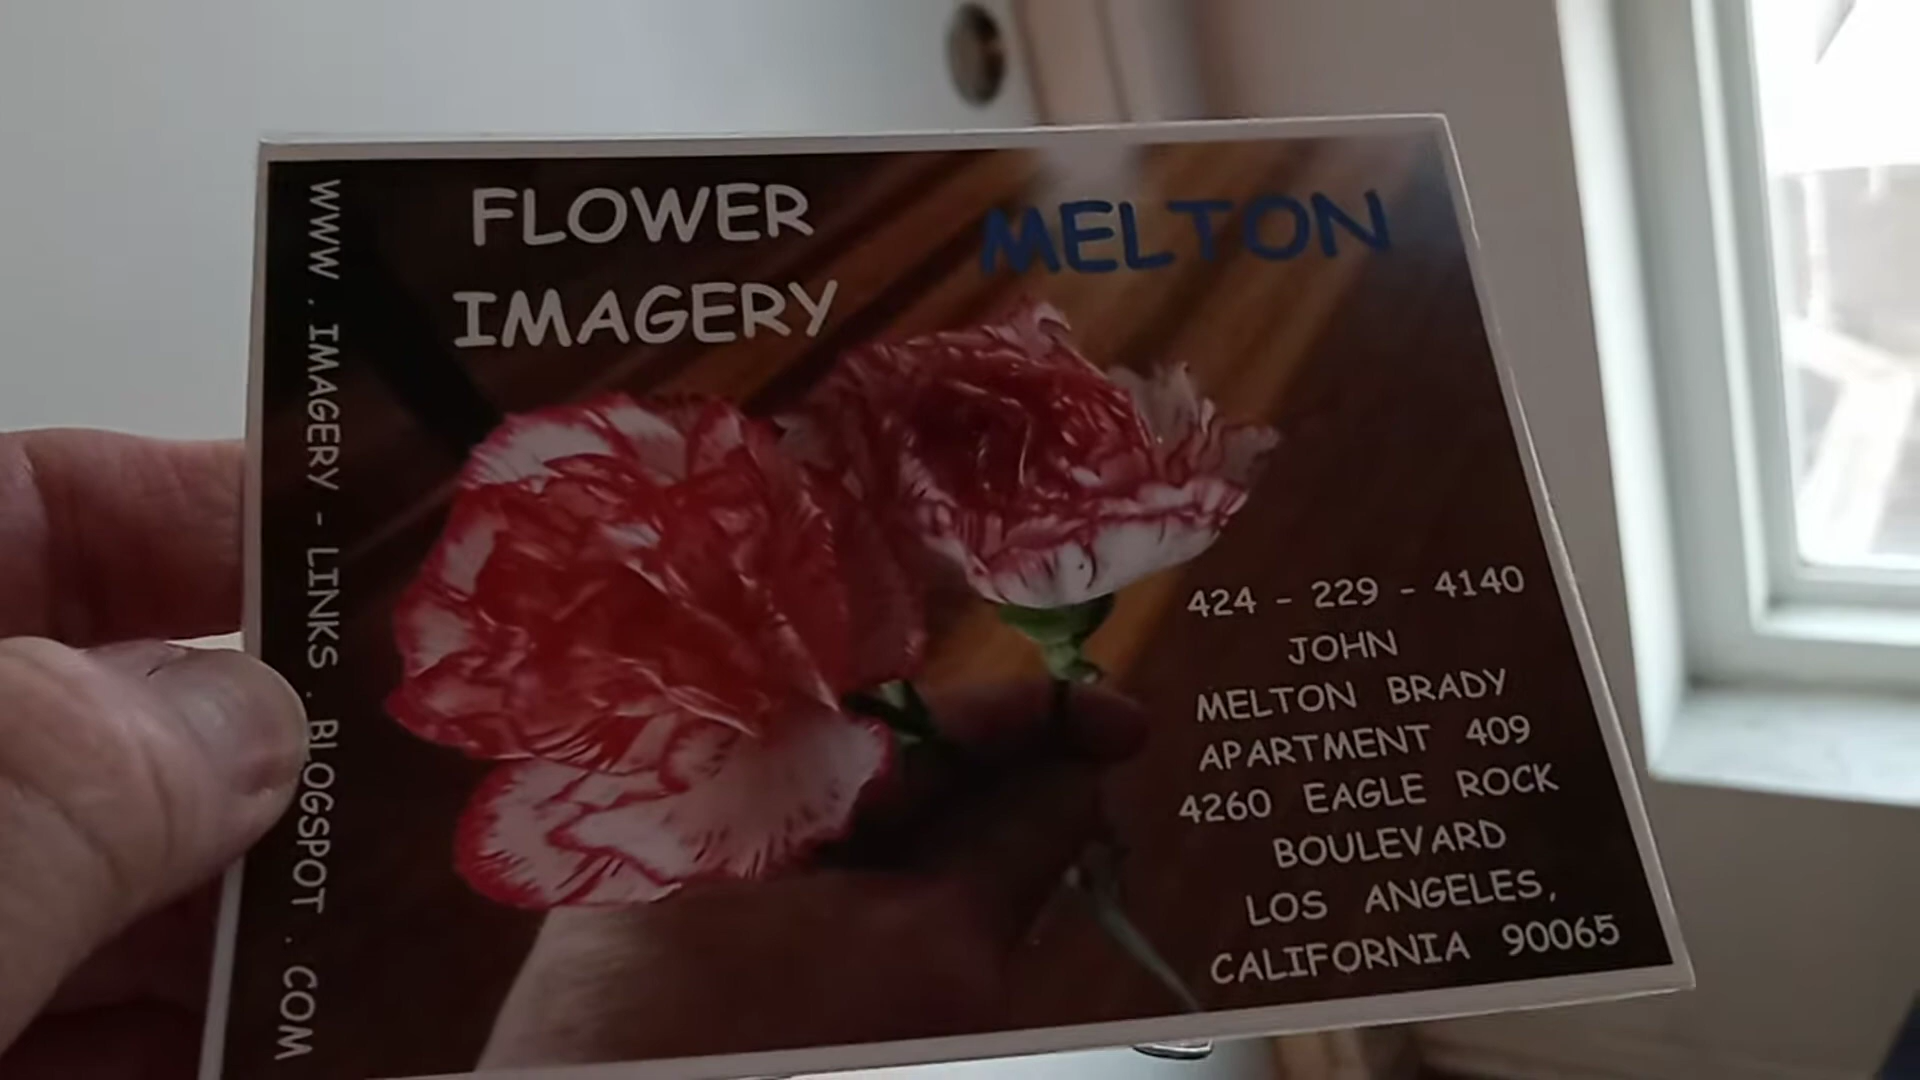 WWW . IMAGERY - LINKS . BLOGSPOT . COM
FLOWER
IMAGERY
MELTON
424 - 229 - 4140
JOHN
MELTON BRADY
APARTMENT 409
4260 EAGLE ROCK
BOULEVARD
LOS ANGELES,
CALIFORNIA 90065